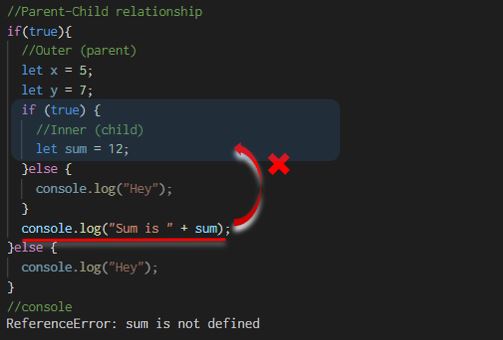 //Parent-Child relationship
if(true){
//Outer (parent)
let x = 5;
let y = 7;
if (true) {
//Inner (child)
let sum = 12;
}else {
console.log("Hey");
}
console.log("Sum is " + sum);
}else {
console.log("Hey");
}
//console
ReferenceError: sum is not defined